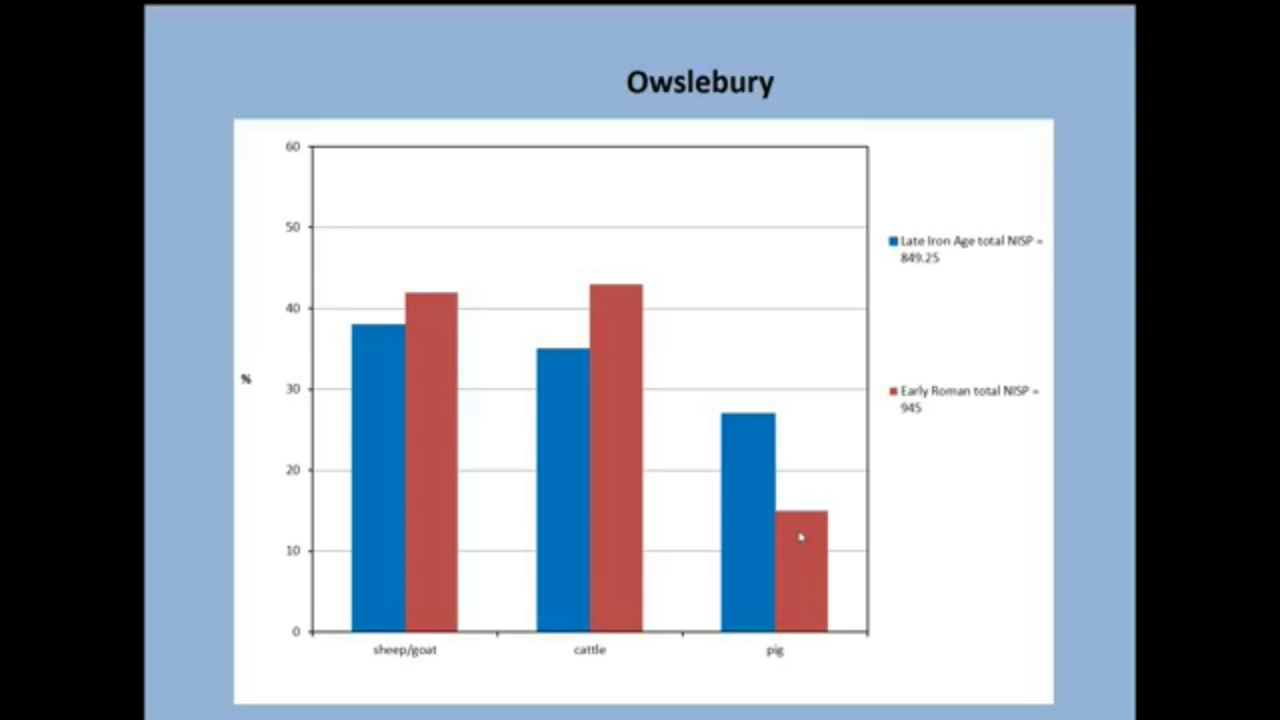 Owslebury
60
50
40
30
20
10
0
%
sheep/goat
cattle
pig
Late Iron Age total NISP =
849.25
Early Roman total NISP =
945